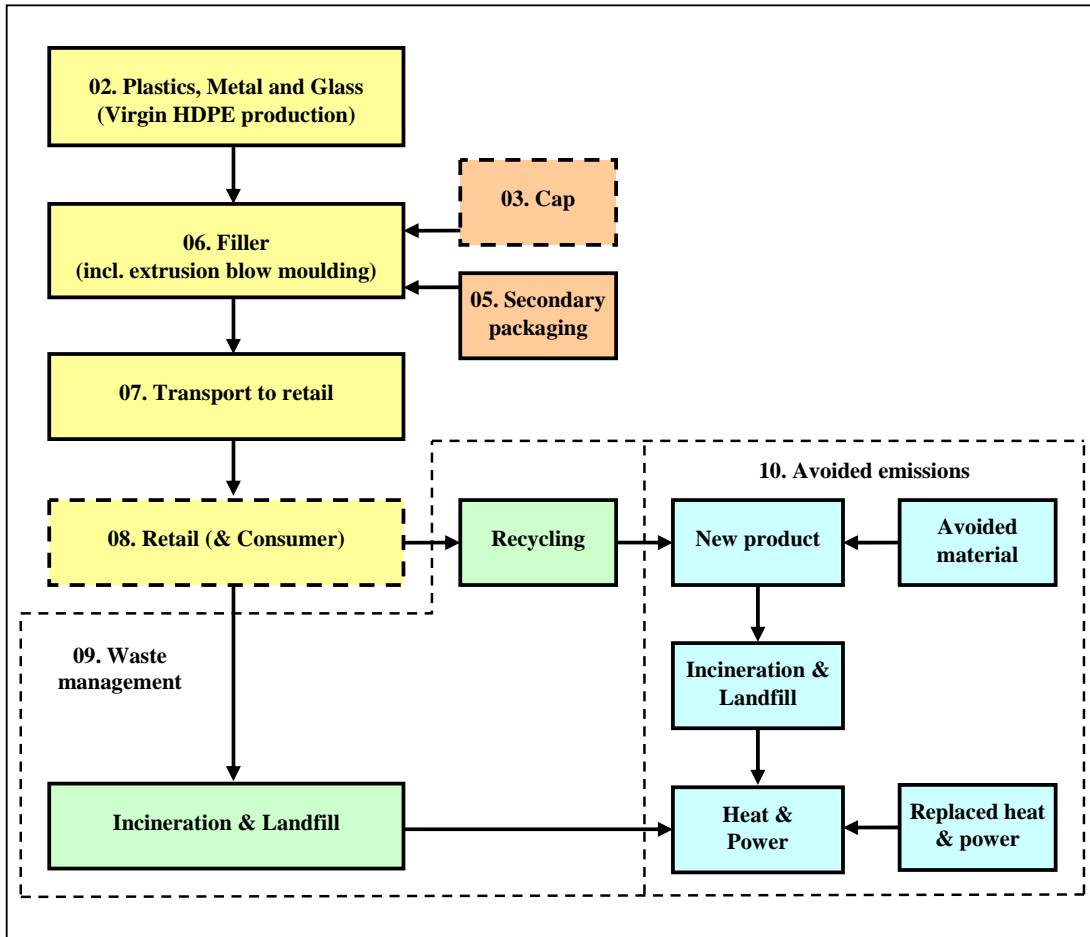 02. Plastics, Metal and Glass
(Virgin HDPE production)
03. Cap
06. Filler
(incl. extrusion blow moulding)
05. Secondary
packaging
07. Transport to retail
10. Avoided emissions
08. Retail (& Consumer)
Recycling
New product
Avoided
material
09. Waste
management
Incineration &
Landfill
Incineration & Landfill
Heat &
Power
Replaced heat
& power